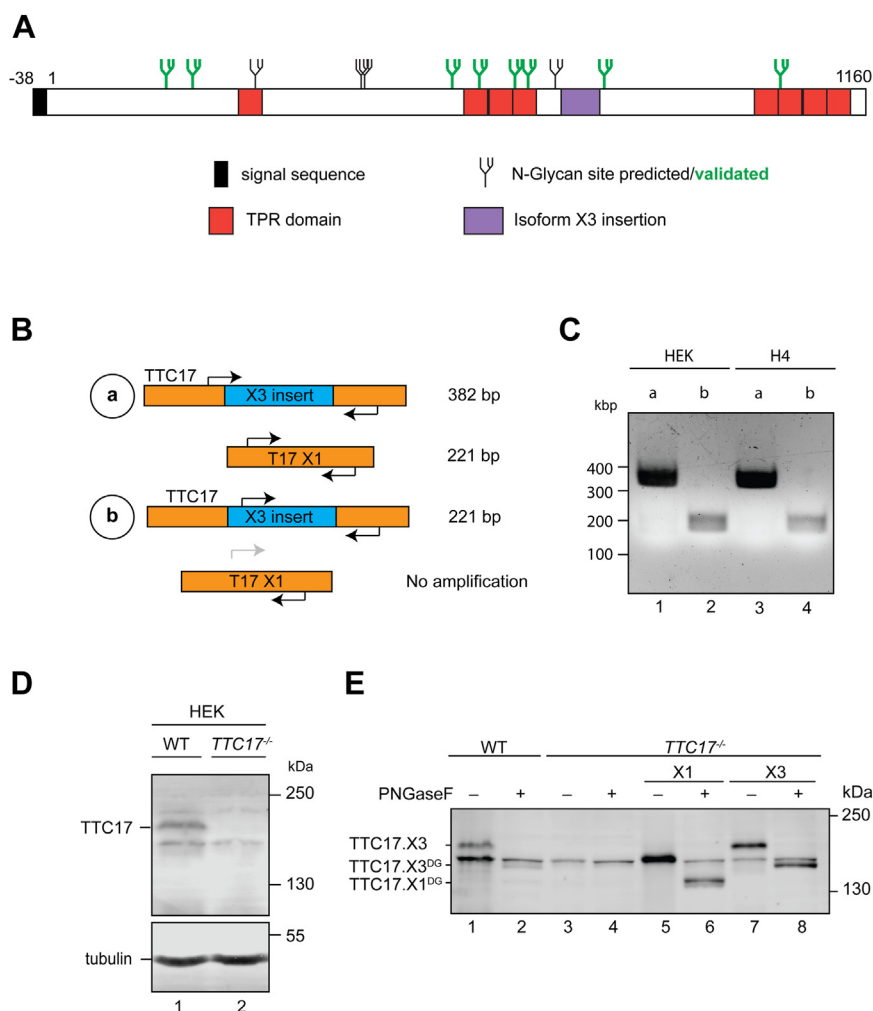 A
-38 1 1160
signal sequence
N-Glycan site predicted/validated
TPR domain
Isoform X3 insertion
B
TTC17
a
X3 insert
382 bp
T17 X1
221 bp
TTC17
b
X3 insert
221 bp
T17 X1
No amplification
C
HEK H4
a b a b
kbp
400
300
200
100
1 2 3 4
D
HEK
WT TTC17-/-
kDa
250
TTC17
130
55
tubulin
1 2
E
WT TTC17-/-
X1 X3
PNGaseF – + – + – + – + kDa
250
TTC17.X3
TTC17.X3DG
TTC17.X1DG
130
1 2 3 4 5 6 7 8